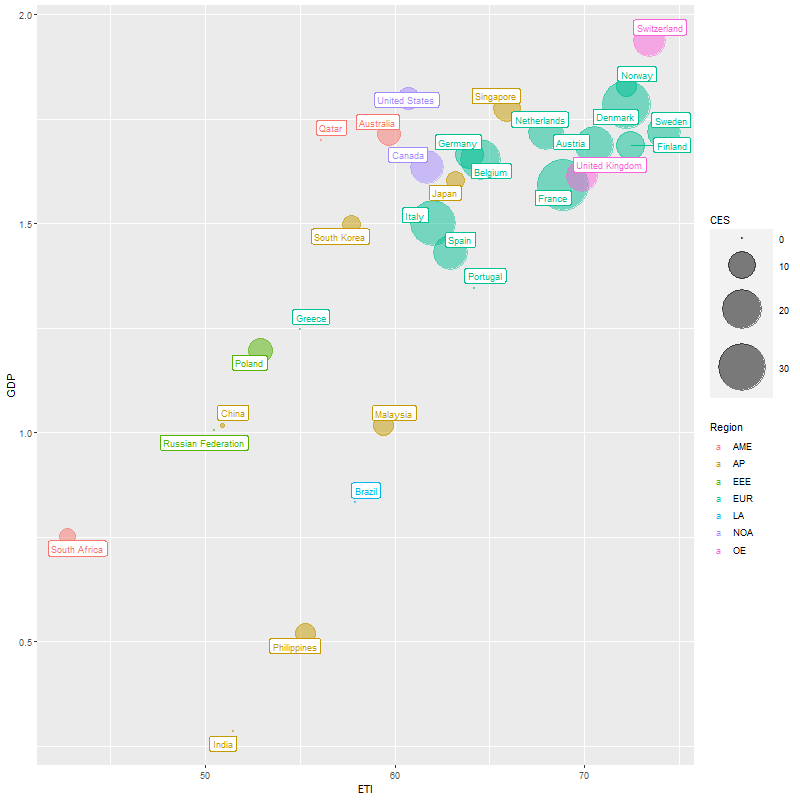 2.0
1.5
1.0
0.5
GDP
50
60
70
ETI
Switzerland
Norway
United States
Singapore
Denmark
Netherlands
Sweden
Qatar
Australia
Germany
Austria
Finland
Canada
United Kingdom
Belgium
Japan
France
Italy
South Korea
Spain
Portugal
Greece
Poland
China
Malaysia
Russian Federation
Brazil
South Africa
Philippines
India
CES
0
10
20
30
Region
a AME
a AP
a EEE
a EUR
a LA
a NOA
a OE